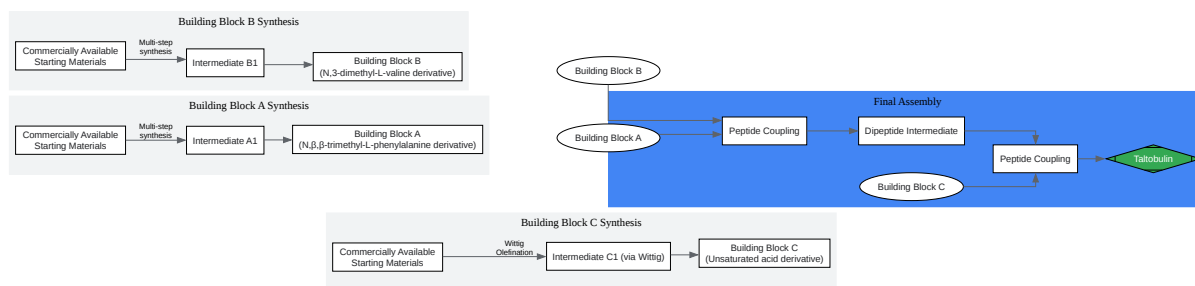 Building Block B Synthesis
Commercially Available
Starting Materials
Multi-step
synthesis
Intermediate B1
Building Block B
(N,3-dimethyl-L-valine derivative)
Building Block A Synthesis
Commercially Available
Starting Materials
Multi-step
synthesis
Intermediate A1
Building Block A
(N,β,β-trimethyl-L-phenylalanine derivative)
Building Block B
Final Assembly
Building Block A
Peptide Coupling
Dipeptide Intermediate
Peptide Coupling
Taltobulin
Building Block C
Building Block C Synthesis
Commercially Available
Starting Materials
Wittig
Olefination
Intermediate C1 (via Wittig)
Building Block C
(Unsaturated acid derivative)